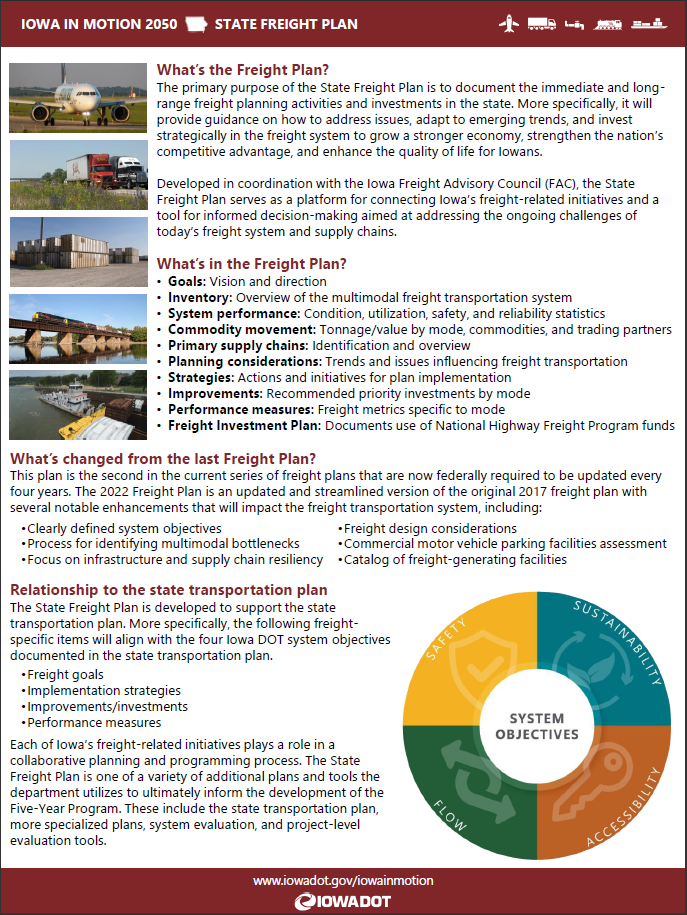 IOWA IN MOTION 2050 STATE FREIGHT PLAN
What's the Freight Plan?
The primary purpose of the State Freight Plan is to document the immediate and long-
range freight planning activities and investments in the state. More specifically, it will
provide guidance on how to address issues, adapt to emerging trends, and invest
strategically in the freight system to grow a stronger economy, strengthen the nation's
competitive advantage, and enhance the quality of life for Iowans.
Developed in coordination with the Iowa Freight Advisory Council (FAC), the State
Freight Plan serves as a platform for connecting Iowa's freight-related initiatives and a
tool for informed decision-making aimed at addressing the ongoing challenges of
today's freight system and supply chains.
What's in the Freight Plan?
• Goals: Vision and direction
• Inventory: Overview of the multimodal freight transportation system
• System performance: Condition, utilization, safety, and reliability statistics
• Commodity movement: Tonnage/value by mode, commodities, and trading partners
• Primary supply chains: Identification and overview
• Planning considerations: Trends and issues influencing freight transportation
• Strategies: Actions and initiatives for plan implementation
• Improvements: Recommended priority investments by mode
• Performance measures: Freight metrics specific to mode
• Freight Investment Plan: Documents use of National Highway Freight Program funds
What's changed from the last Freight Plan?
This plan is the second in the current series of freight plans that are now federally required to be updated every
four years. The 2022 Freight Plan is an updated and streamlined version of the original 2017 freight plan with
several notable enhancements that will impact the freight transportation system, including:
•Clearly defined system objectives
•Process for identifying multimodal bottlenecks
•Focus on infrastructure and supply chain resiliency
•Freight design considerations
•Commercial motor vehicle parking facilities assessment
•Catalog of freight-generating facilities
Relationship to the state transportation plan
The State Freight Plan is developed to support the state
transportation plan. More specifically, the following freight-
specific items will align with the four Iowa DOT system objectives
documented in the state transportation plan.
•Freight goals
•Implementation strategies
•Improvements/investments
•Performance measures
Each of Iowa's freight-related initiatives plays a role in a
collaborative planning and programming process. The State
Freight Plan is one of a variety of additional plans and tools the
department utilizes to ultimately inform the development of the
Five-Year Program. These include the state transportation plan,
more specialized plans, system evaluation, and project-level
evaluation tools.
SAFETY
SUSTAINABILITY
SYSTEM
OBJECTIVES
FLOW
ACCESSIBILITY
www.iowadot.gov/iowainmotion
IOWADOT